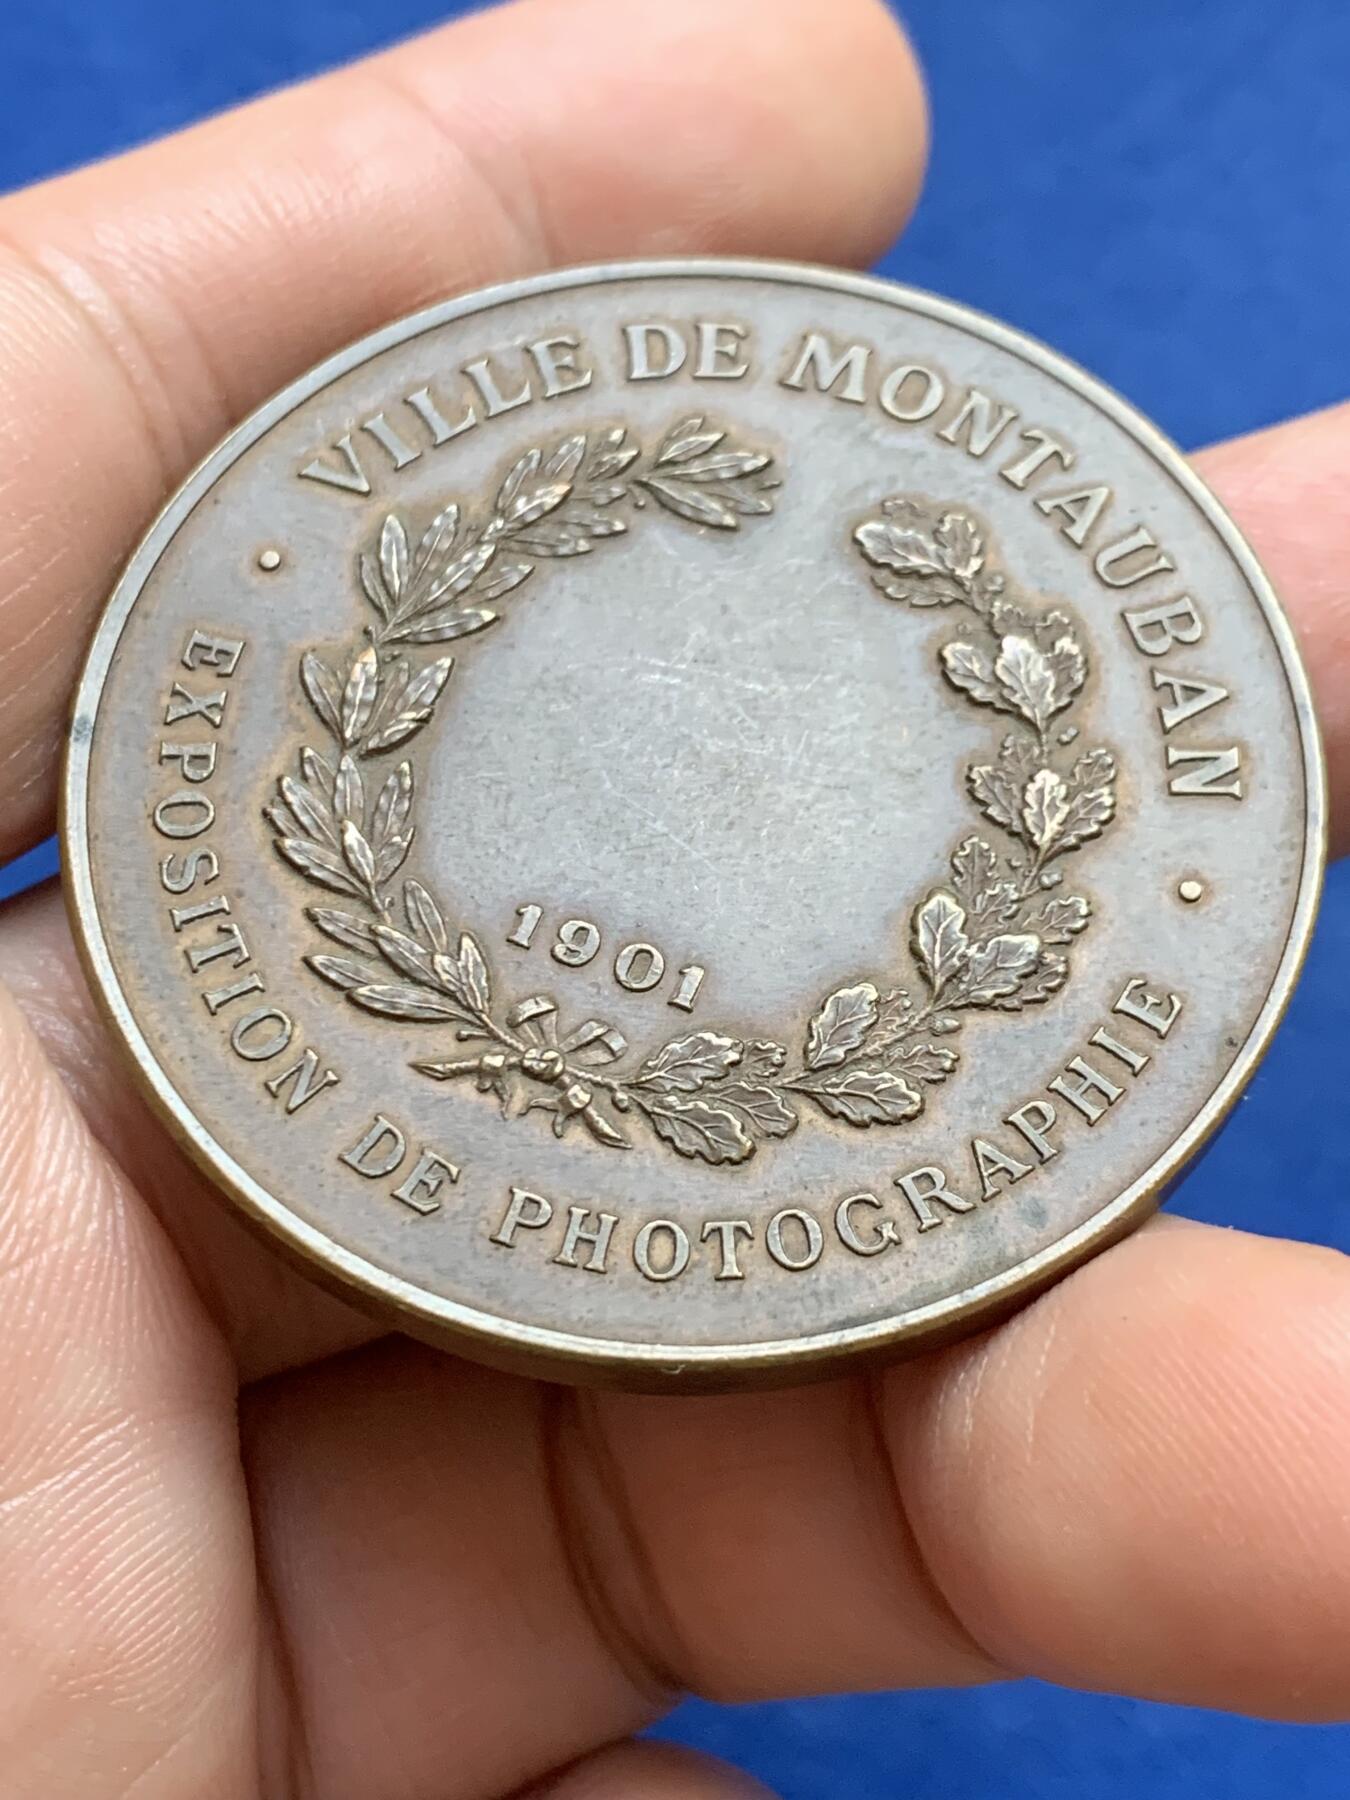 VILLE DE MONTAUBAN
1901
EXPOSITION DE PHOTOGRAPHIE